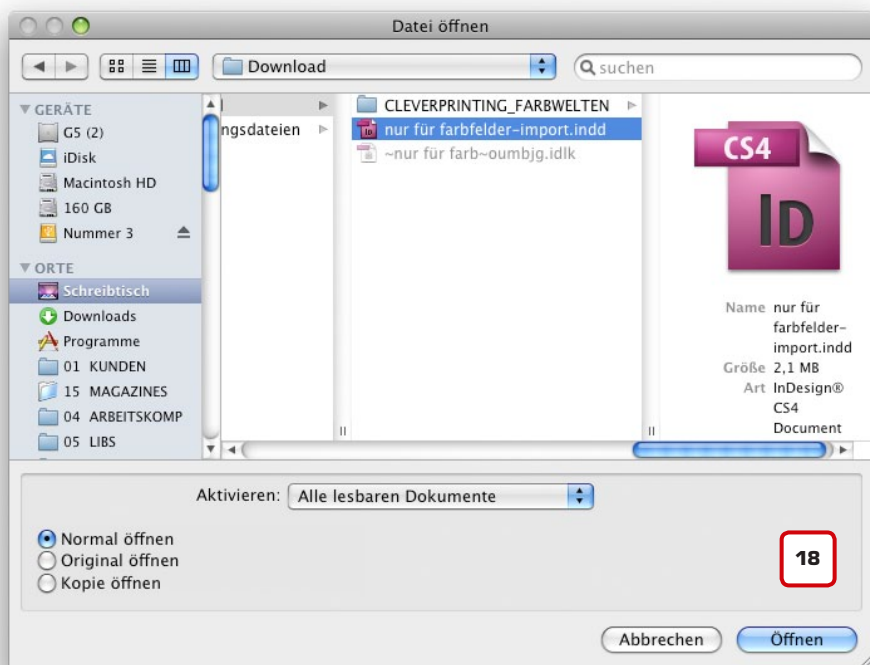 Datei öffnen
Download
suchen
GERÄTE
G5 (2)
iDisk
Macintosh HD
160 GB
Nummer 3
ORTE
Schreibtisch
Downloads
Programme
01 KUNDEN
15 MAGAZINES
04 ARBEITSKOMP
05 LIBS
ngsdateien
CLEVERPRINTING_FARBWELTEN
nur für farbfelder-import.indd
~nur für farb~oumbjg.idlk
CS4
ID
Name nur für
farbfelder-
import.indd
Größe 2,1 MB
Art InDesign®
CS4
Document
Aktivieren: Alle lesbaren Dokumente
Normal öffnen
Original öffnen
Kopie öffnen
18
Abbrechen
Öffnen